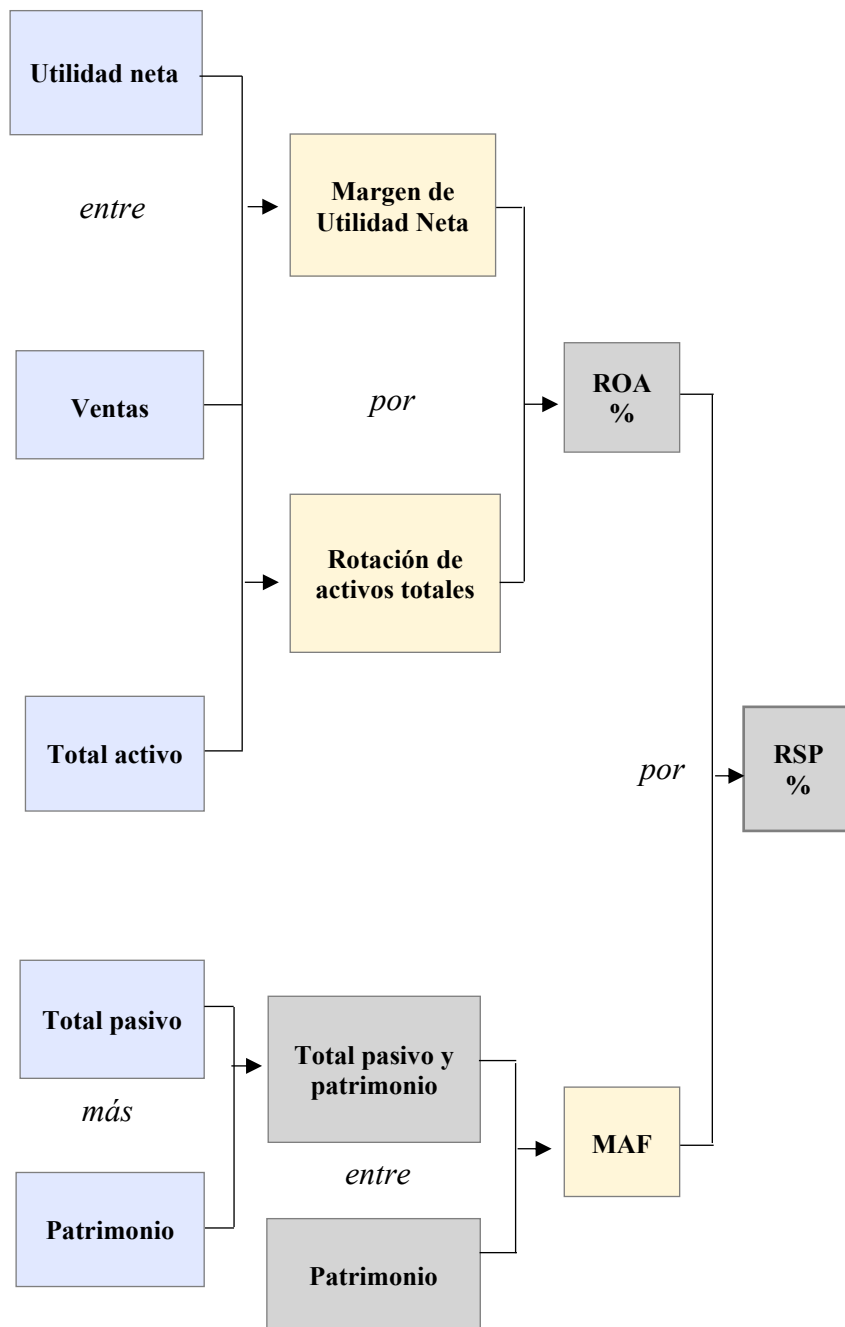 Utilidad neta
entre
Margen de
Utilidad Neta
Ventas
por
ROA
%
Rotación de
activos totales
Total activo
por
RSP
%
Total pasivo
más
Total pasivo y
patrimonio
MAF
entre
Patrimonio
Patrimonio